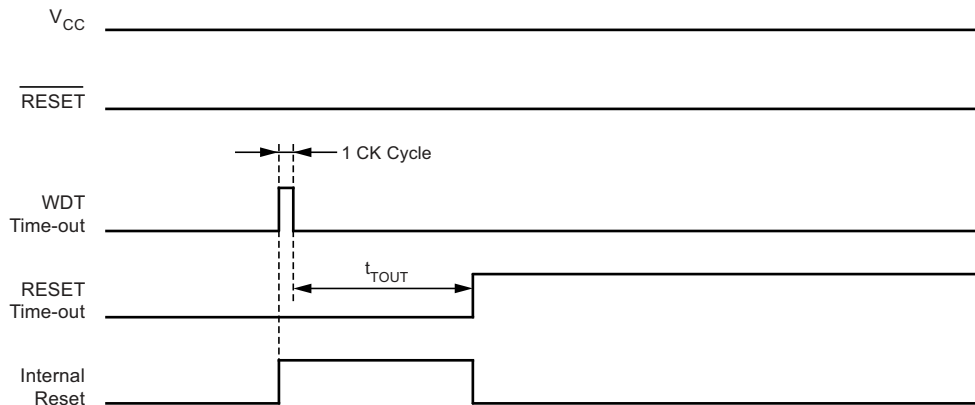 V_CC
RESET
1 CK Cycle
WDT
Time-out
t_TOUT
RESET
Time-out
Internal
Reset